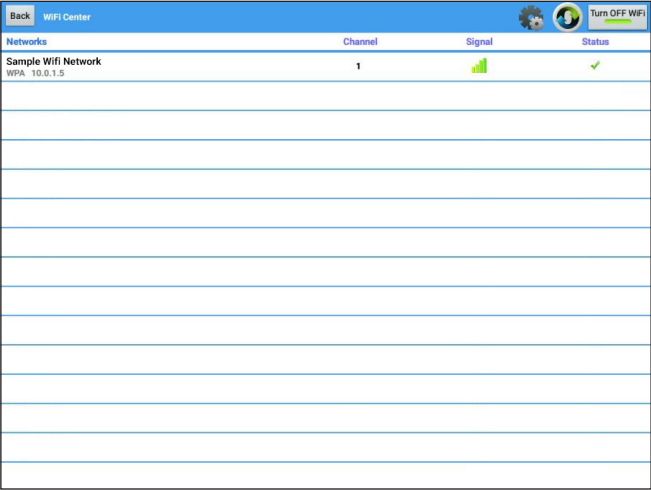 Back WiFi Center Turn OFF WiFi
Networks Channel Signal Status
Sample Wifi Network 1
WPA 10.0.1.5